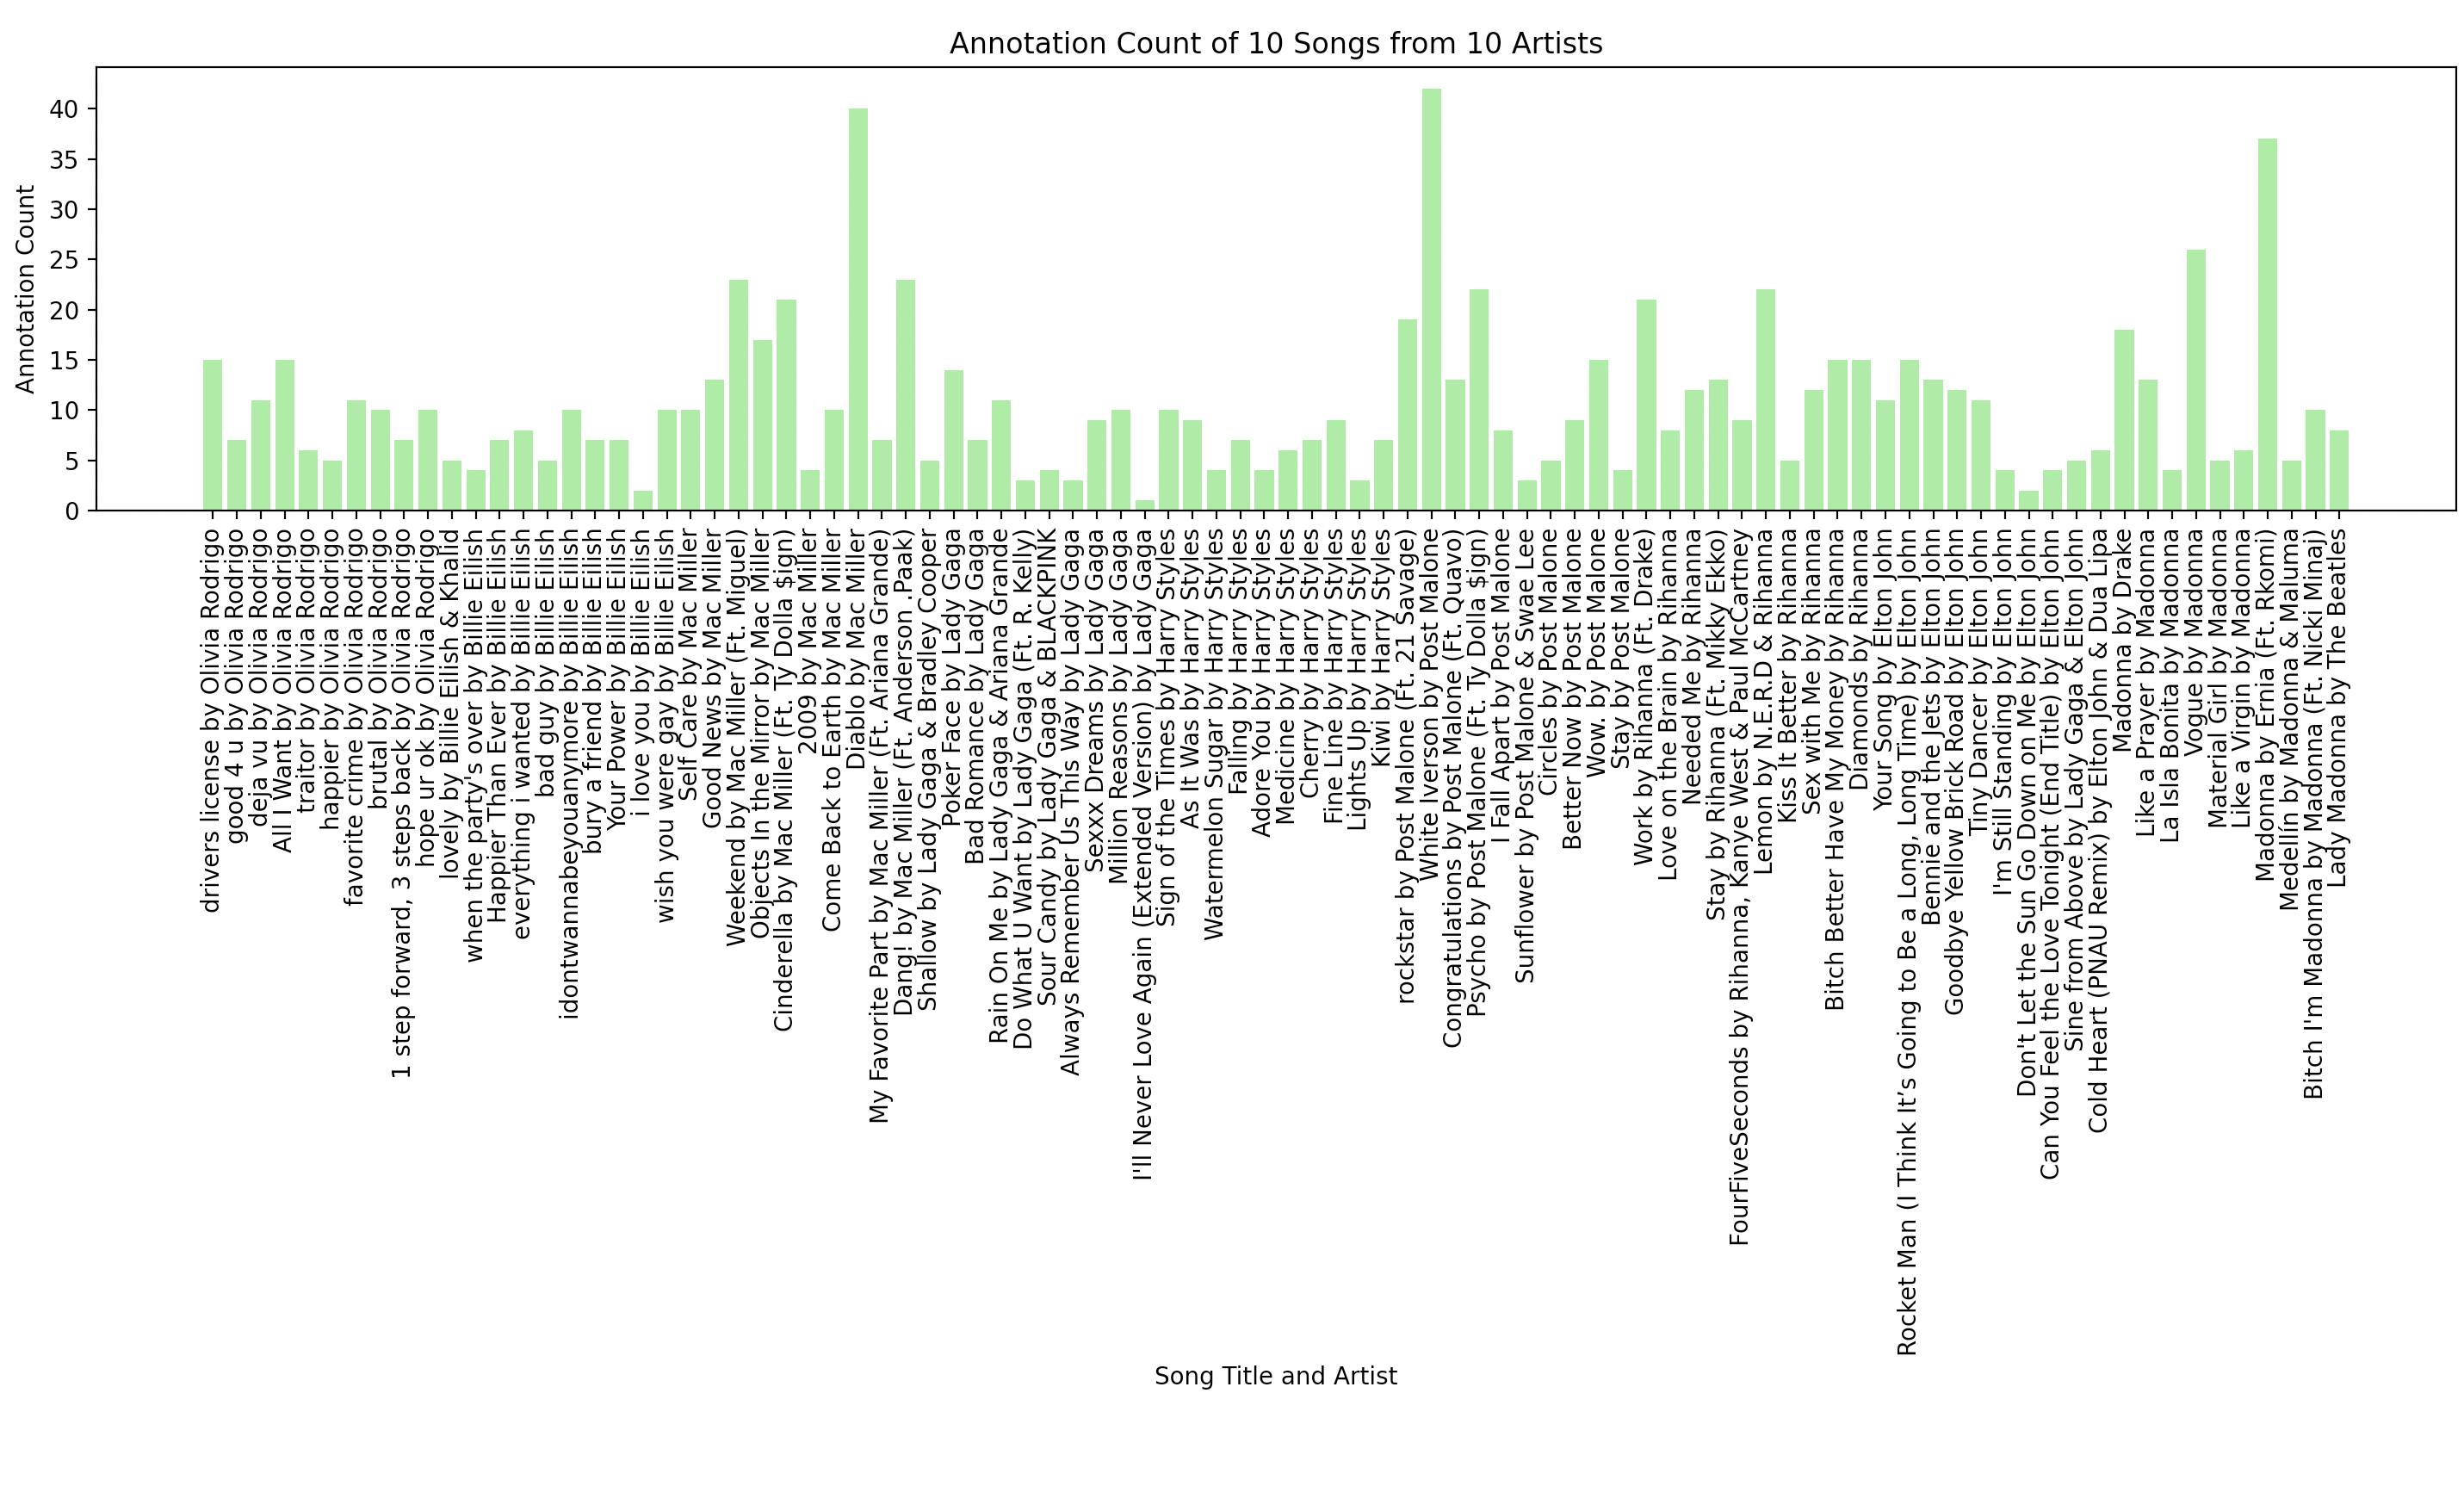 Annotation Count of 10 Songs from 10 Artists
Annotation Count
40
35
30
25
20
15
10
5
0
drivers license by Olivia Rodrigo
good 4 u by Olivia Rodrigo
deja vu by Olivia Rodrigo
All I Want by Olivia Rodrigo
traitor by Olivia Rodrigo
happier by Olivia Rodrigo
favorite crime by Olivia Rodrigo
brutal by Olivia Rodrigo
1 step forward, 3 steps back by Olivia Rodrigo
hope ur ok by Olivia Rodrigo
lovely by Billie Eilish & Khalid
when the party's over by Billie Eilish
Happier Than Ever by Billie Eilish
everything i wanted by Billie Eilish
bad guy by Billie Eilish
idontwannabeyouanymore by Billie Eilish
bury a friend by Billie Eilish
Your Power by Billie Eilish
i love you by Billie Eilish
wish you were gay by Billie Eilish
Self Care by Mac Miller
Good News by Mac Miller
Weekend by Mac Miller (Ft. Miguel)
Objects In the Mirror by Mac Miller
Cinderella by Mac Miller (Ft. Ty Dolla $ign)
2009 by Mac Miller
Come Back to Earth by Mac Miller
Diablo by Mac Miller
My Favorite Part by Mac Miller (Ft. Ariana Grande)
Dang! by Mac Miller (Ft. Anderson .Paak)
Shallow by Lady Gaga & Bradley Cooper
Poker Face by Lady Gaga
Bad Romance by Lady Gaga
Rain On Me by Lady Gaga & Ariana Grande
Do What U Want by Lady Gaga (Ft. R. Kelly)
Sour Candy by Lady Gaga & BLACKPINK
Always Remember Us This Way by Lady Gaga
Sexxx Dreams by Lady Gaga
Million Reasons by Lady Gaga
I'll Never Love Again (Extended Version) by Lady Gaga
Sign of the Times by Harry Styles
As It Was by Harry Styles
Watermelon Sugar by Harry Styles
Falling by Harry Styles
Adore You by Harry Styles
Medicine by Harry Styles
Cherry by Harry Styles
Fine Line by Harry Styles
Lights Up by Harry Styles
Kiwi by Harry Styles
rockstar by Post Malone (Ft. 21 Savage)
White Iverson by Post Malone
Congratulations by Post Malone (Ft. Quavo)
Psycho by Post Malone (Ft. Ty Dolla $ign)
I Fall Apart by Post Malone
Sunflower by Post Malone & Swae Lee
Circles by Post Malone
Better Now by Post Malone
Wow. by Post Malone
Stay by Post Malone
Work by Rihanna (Ft. Drake)
Love on the Brain by Rihanna
Needed Me by Rihanna
Stay by Rihanna (Ft. Mikky Ekko)
FourFiveSeconds by Rihanna, Kanye West & Paul McCartney
Lemon by N.E.R.D & Rihanna
Kiss It Better by Rihanna
Sex with Me by Rihanna
Bitch Better Have My Money by Rihanna
Diamonds by Rihanna
Your Song by Elton John
Rocket Man (I Think It’s Going to Be a Long, Long Time) by Elton John
Bennie and the Jets by Elton John
Goodbye Yellow Brick Road by Elton John
Tiny Dancer by Elton John
I'm Still Standing by Elton John
Don't Let the Sun Go Down on Me by Elton John
Can You Feel the Love Tonight (End Title) by Elton John
Sine from Above by Lady Gaga & Elton John
Cold Heart (PNAU Remix) by Elton John & Dua Lipa
Madonna by Drake
Like a Prayer by Madonna
La Isla Bonita by Madonna
Vogue by Madonna
Material Girl by Madonna
Like a Virgin by Madonna
Madonna by Ernia (Ft. Rkomi)
Medellín by Madonna & Maluma
Bitch I'm Madonna by Madonna (Ft. Nicki Minaj)
Lady Madonna by The Beatles
Song Title and Artist